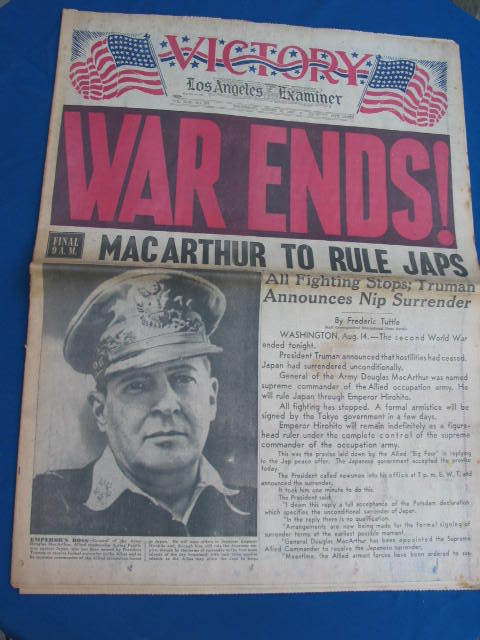 VICTORY
Los Angeles Examiner
WAR ENDS!
FINAL
9 A.M.
MACARTHUR TO RULE JAPS
All Fighting Stops; Truman
Announces Nip Surrender
By Frederic Tuttle
WASHINGTON, Aug. 14.—The second World War
ended tonight.
President Truman announced that hostilities had ceased.
Japan had surrendered unconditionally.
General of the Army Douglas MacArthur was named
supreme commander of the Allied army of occupation. He
will rule Japan through Emperor Hirohito.
All fighting has stopped. A formal armistice will be
signed by the Tokyo government in a few days.
Emperor Hirohito will remain indefinitely as a figure-
head ruler under the complete control of the supreme
commander of the occupation army.
This was the proviso laid down by the Allied "Big Four" in replying
to the Jap peace offer. The Japanese government accepted the proviso
today.
The President called newsmen into his office at 7 p. m. E. W. T. and
announced the surrender.
It took him one minute to do this.
The President said:
"I deem this reply a full acceptance of the Potsdam declaration
which specifies the unconditional surrender of Japan.
"In the reply there is no qualification.
"Arrangements are now being made for the formal signing of
surrender terms at the earliest possible moment.
"General Douglas MacArthur has been appointed the Supreme
Allied Commander to receive the Japanese surrender.
"Meantime, the Allied armed forces have been ordered to sus-
EMPEROR'S BOSS